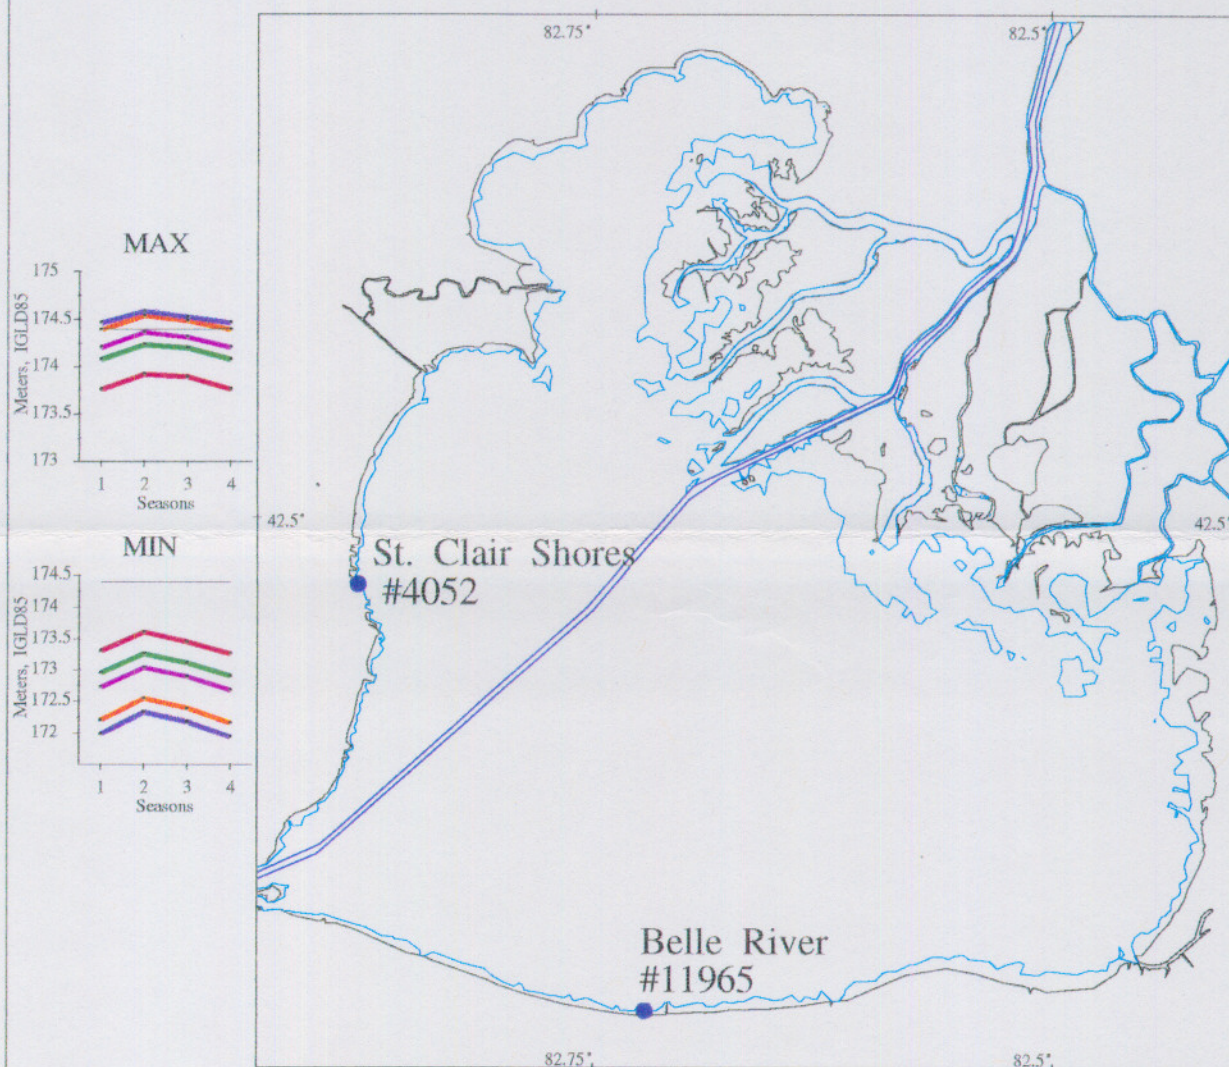 82.75°
82.5°
MAX
175
174.5
174
173.5
173
Meters, IGLD85
1 2 3 4
Seasons
42.5°
42.5°
MIN
174.5
174
173.5
173
172.5
172
Meters, IGLD85
1 2 3 4
Seasons
St. Clair Shores
#4052
Belle River
#11965
82.75°
82.5°